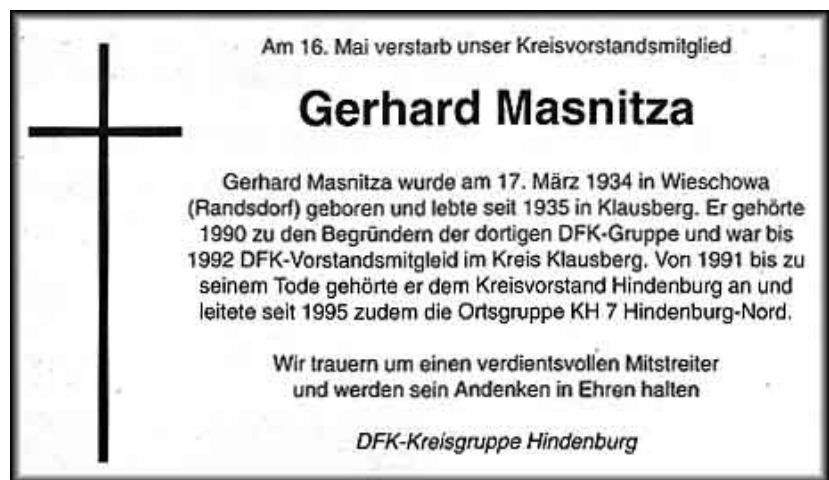 Am 16. Mai verstarb unser Kreisvorstandsmitglied
Gerhard Masnitza
Gerhard Masnitza wurde am 17. März 1934 in Wieschowa
(Randsdorf) geboren und lebte seit 1935 in Klausberg. Er gehörte
1990 zu den Begründern der dortigen DFK-Gruppe und war bis
1992 DFK-Vorstandsmitgleid im Kreis Klausberg. Von 1991 bis zu
seinem Tode gehörte er dem Kreisvorstand Hindenburg an und
leitete seit 1995 zudem die Ortsgruppe KH 7 Hindenburg-Nord.
Wir trauern um einen verdientsvollen Mitstreiter
und werden sein Andenken in Ehren halten
DFK-Kreisgruppe Hindenburg